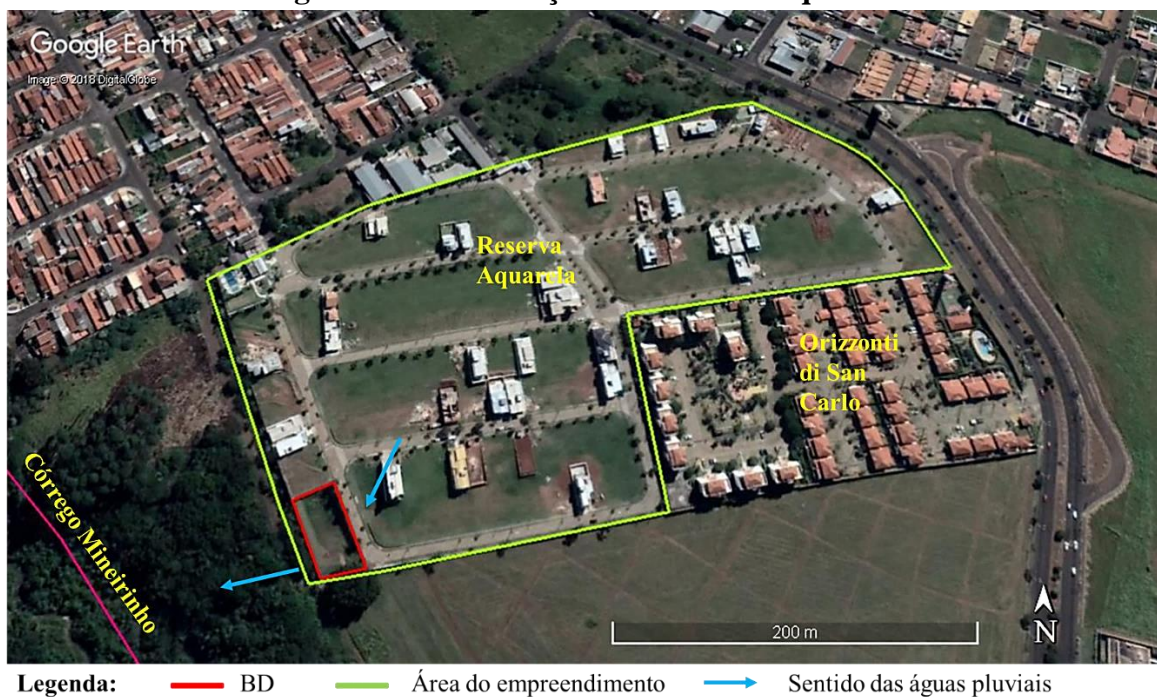 Google Earth
Image © 2018 DigitalGlobe
Reserva
Aquarela
Orizzonti
di San
Carlo
Córrego Mineirinho
200 m
N
Legenda:
BD
Área do empreendimento
Sentido das águas pluviais